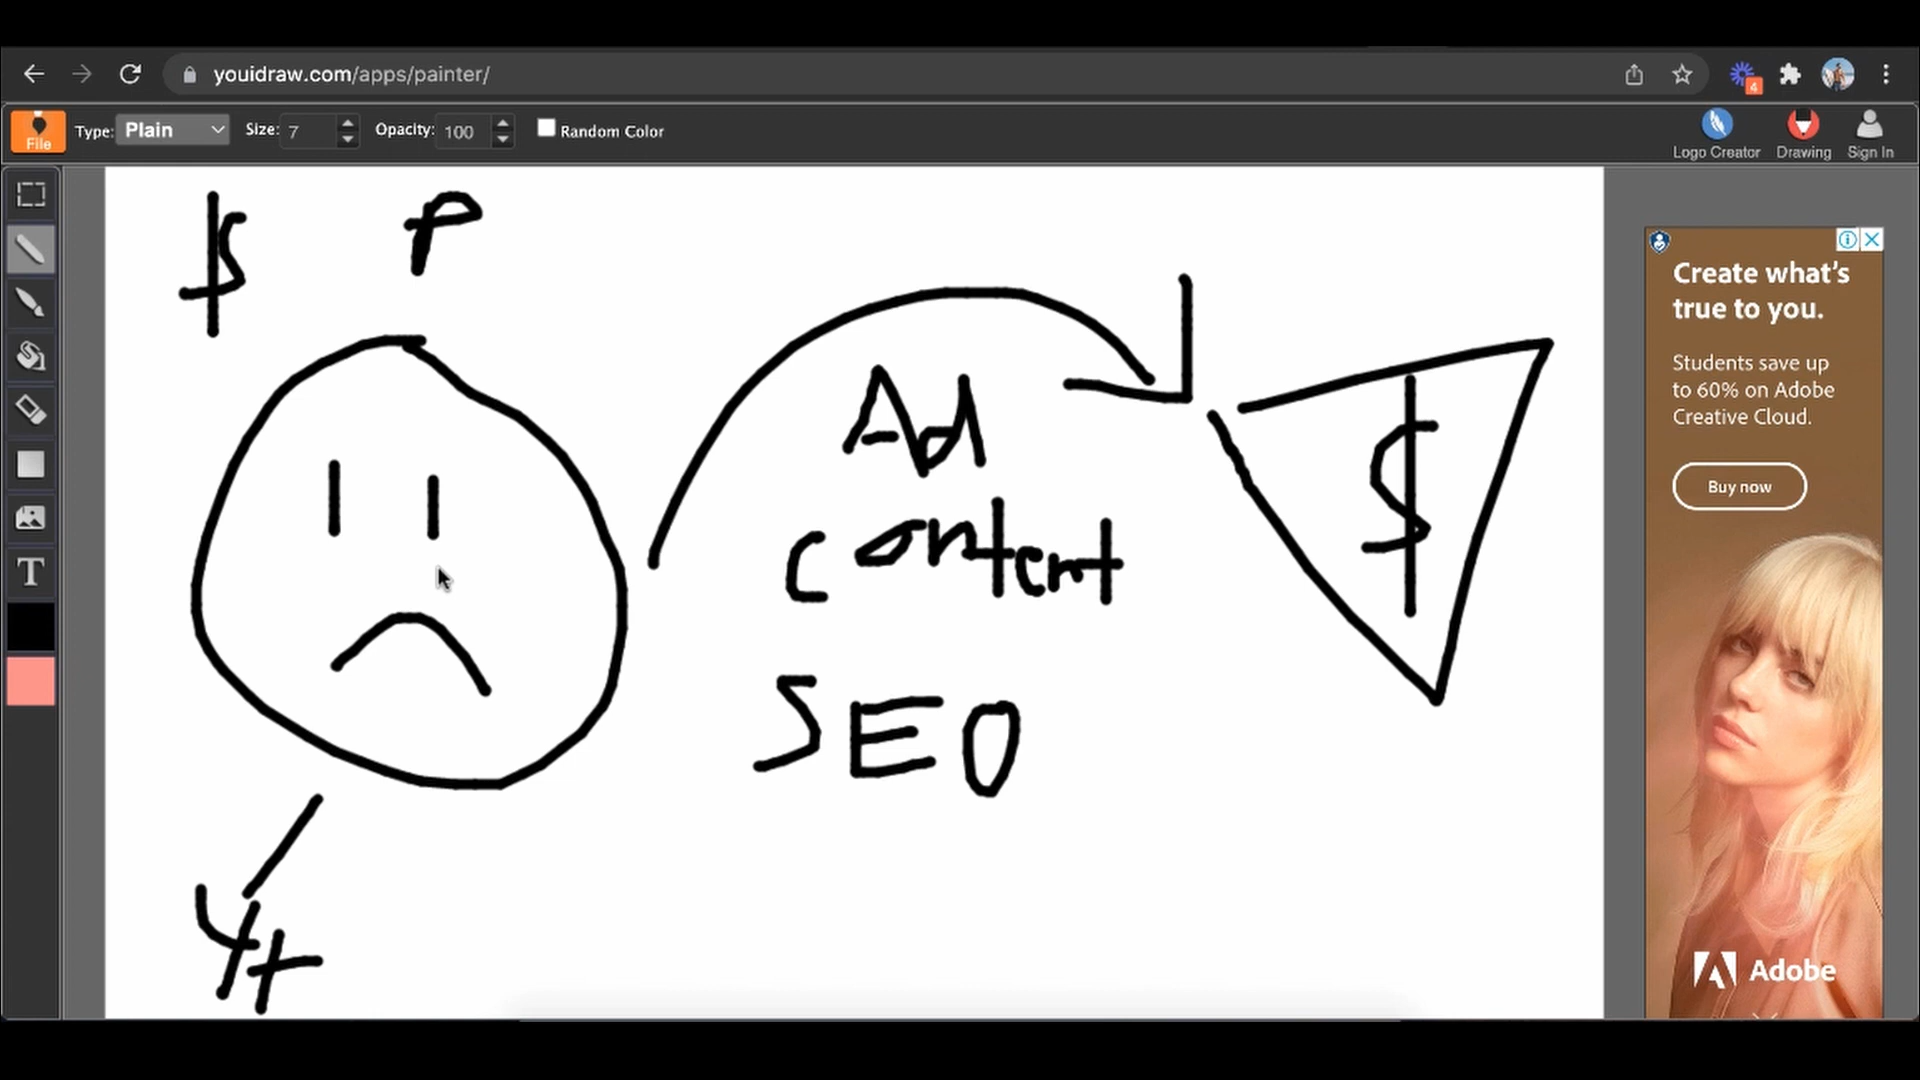 youidraw.com/apps/painter/
4
File
Type: Plain
Size: 7
Opacity: 100
Random Color
Logo Creator
Drawing
Sign In
$ P
Ad
content
SEO
$
Yt
T
Create what's
true to you.
Students save up
to 60% on Adobe
Creative Cloud.
Buy now
Adobe